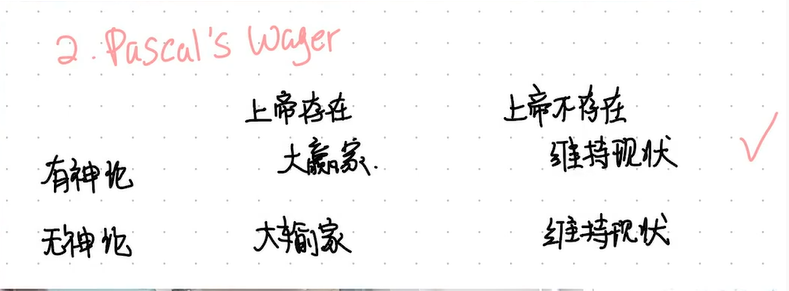 2. Pascal's Wager
上帝存在 上帝不存在
有神论 大赢家. 维持现状
无神论 大输家 维持现状